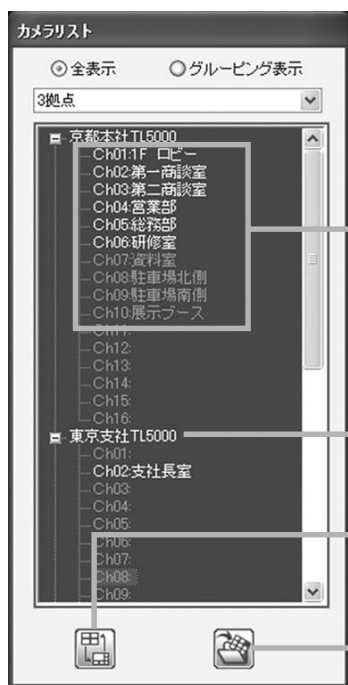 カメラリスト
全表示 グルーピング表示
3拠点
京都本社TL5000
Ch01:1F ロビー
Ch02:第一商談室
Ch03:第二商談室
Ch04:営業部
Ch05:総務部
Ch06:研修室
Ch07:資料室
Ch08:駐車場北側
Ch09:駐車場南側
Ch10:展示ブース
Ch11:
Ch12:
Ch13:
Ch14:
Ch15:
Ch16:
東京支社TL5000
Ch01:
Ch02:支社長室
Ch03:
Ch04:
Ch05:
Ch06:
Ch07:
Ch08:
Ch09: